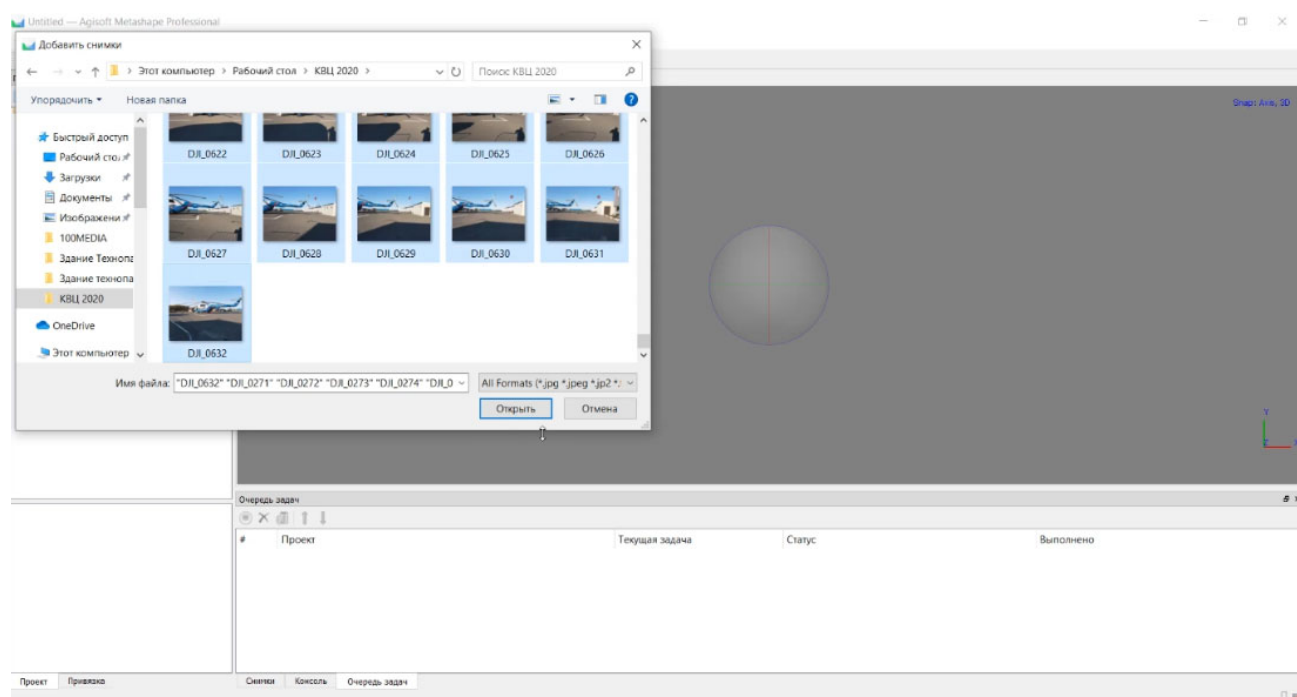 Untitled — Agisoft Metashape Professional
Добавить снимки
Этот компьютер > Рабочий стол > КВЦ 2020 >
Поиск: КВЦ 2020
Упорядочить
Новая папка
Snap: Axis, 3D
Быстрый доступ
Рабочий сто
Загрузки
Документы
Изображени
100MEDIA
Здание Технопа
Здание технопа
КВЦ 2020
OneDrive
Этот компьютер
DJI_0622 DJI_0623 DJI_0624 DJI_0625 DJI_0626
DJI_0627 DJI_0628 DJI_0629 DJI_0630 DJI_0631
DJI_0632
Имя файла: "DJI_0632" "DJI_0271" "DJI_0272" "DJI_0273" "DJI_0274" "DJI_0
All Formats (*.jpg *.jpeg *.jp2 *.
Открыть Отмена
Y
Z
Очередь задач
# Проект Текущая задача Статус Выполнено
Проект Привязка
Снимки Консоль Очередь задач